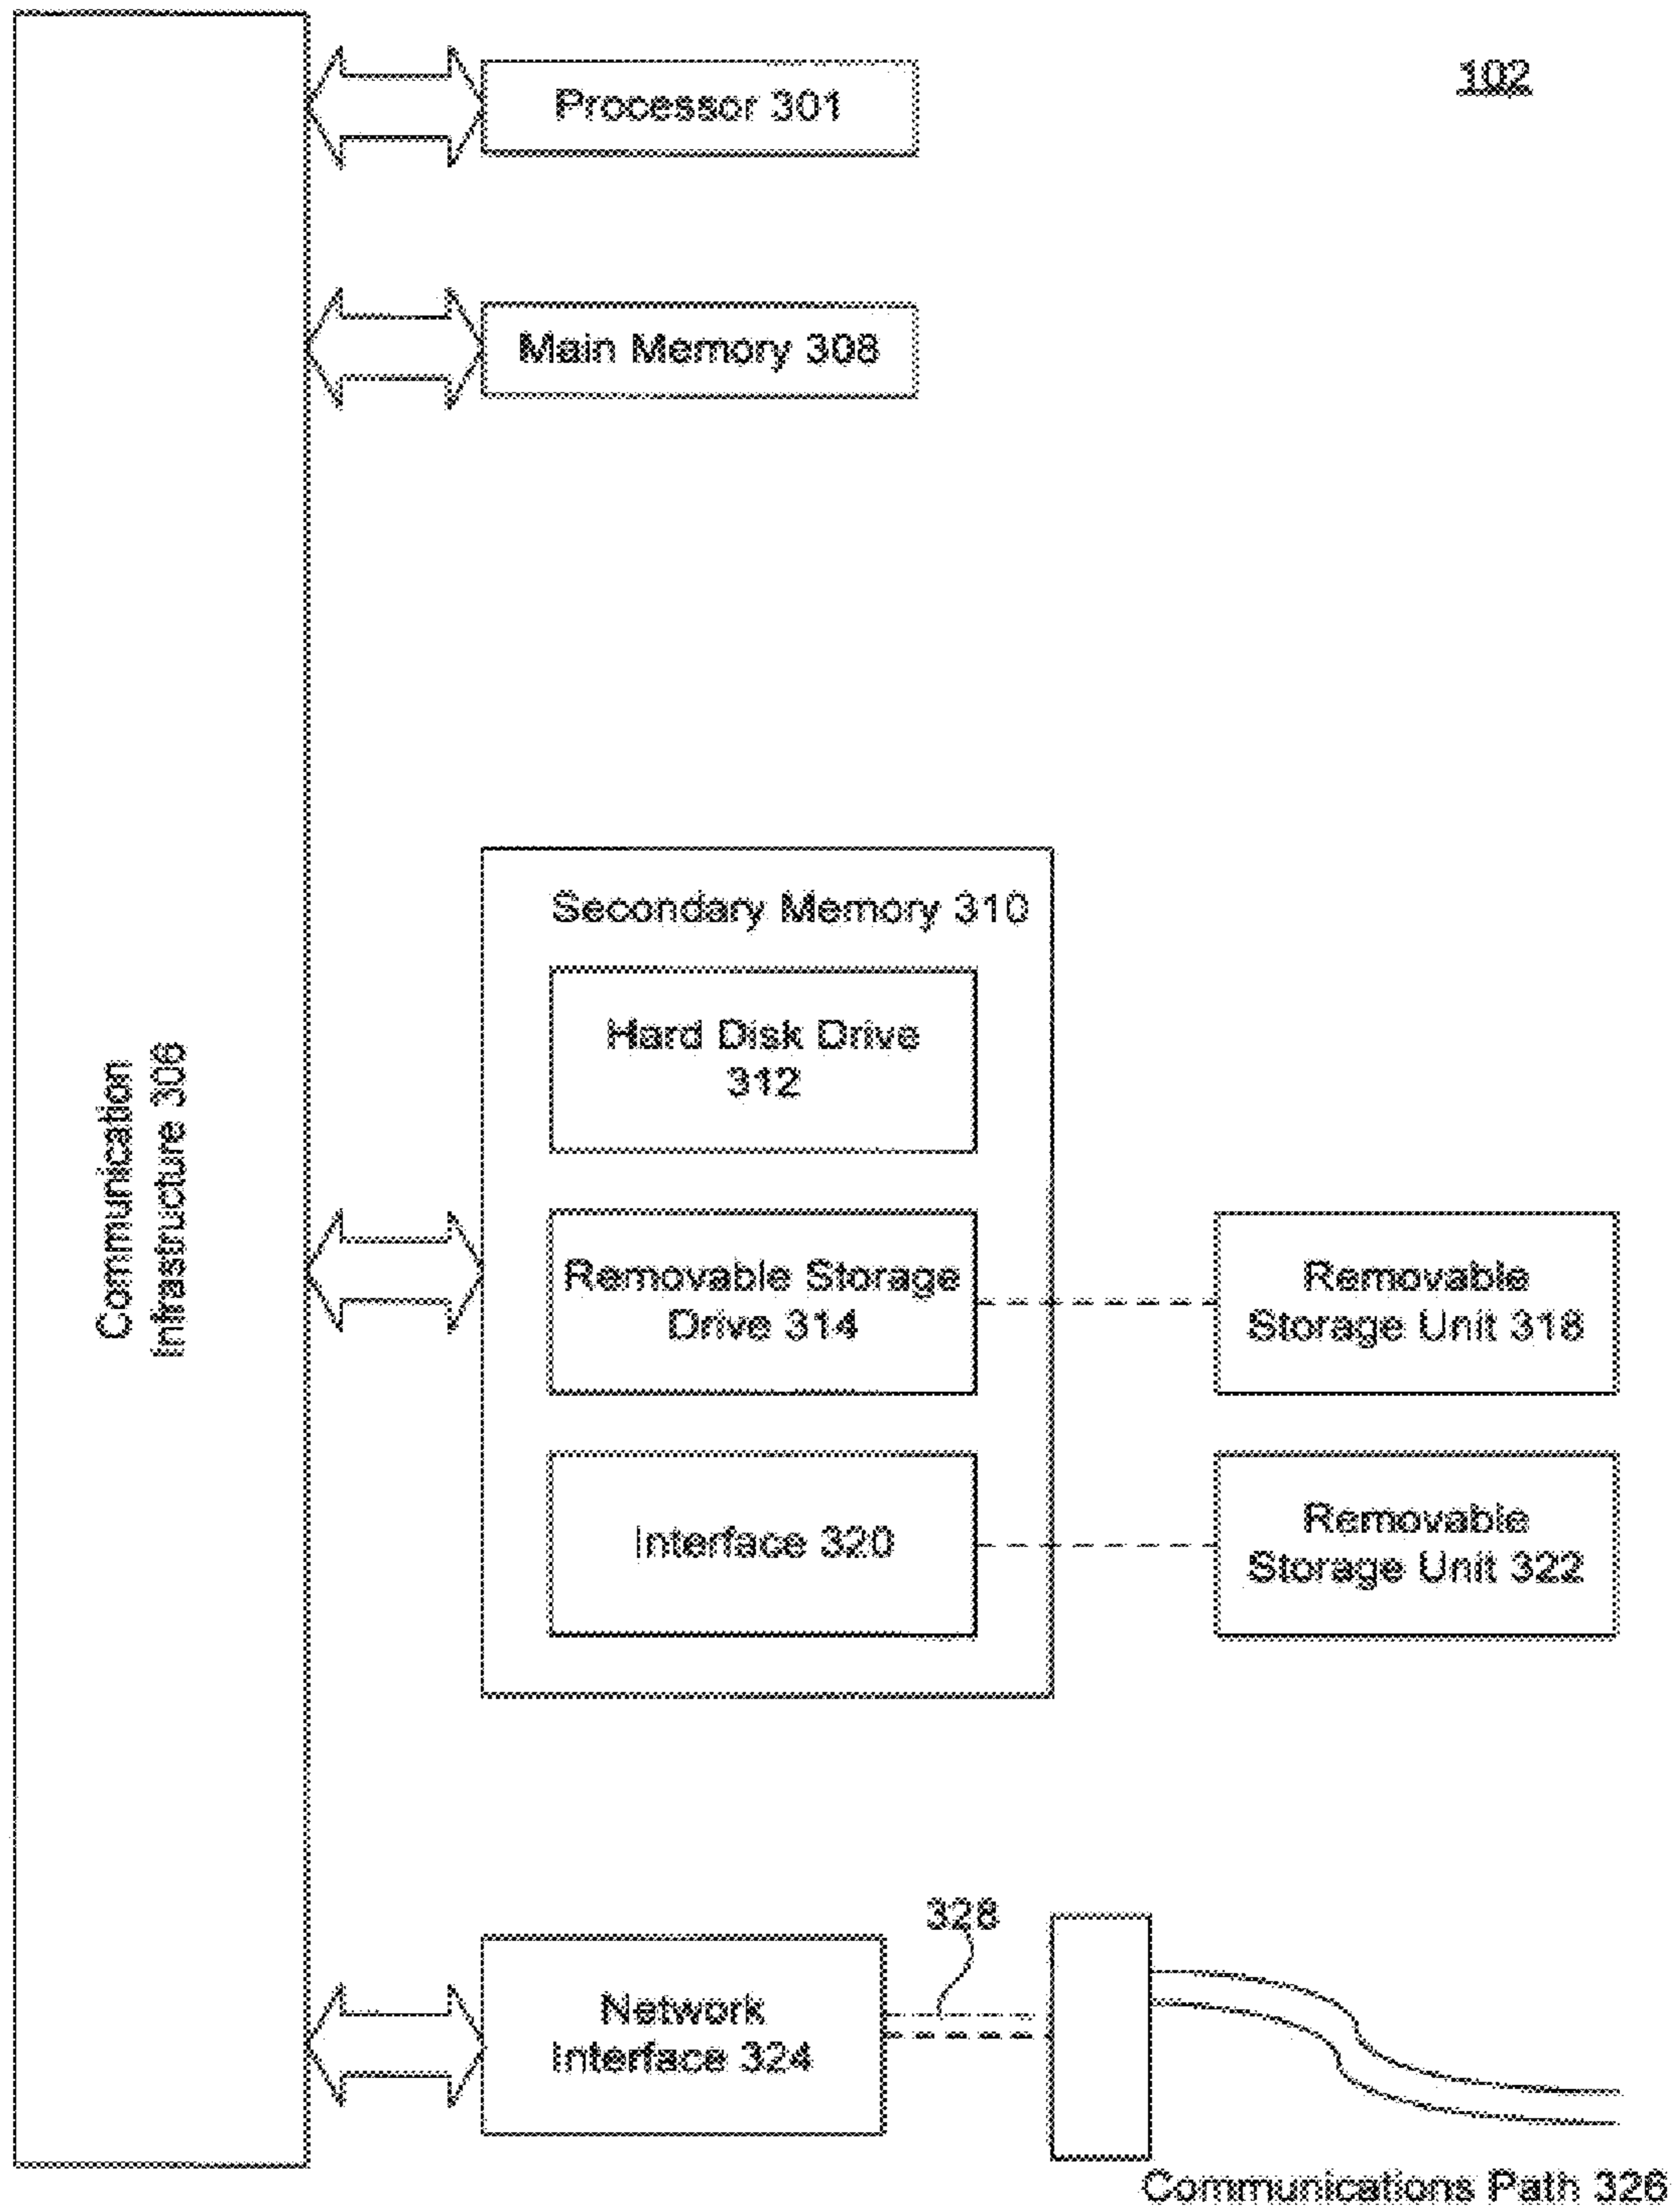 102
Processor 301
Main Memory 308
Communication
Infrastructure 306
Secondary Memory 310
Hard Disk Drive
312
Removable Storage
Drive 314
Removable
Storage Unit 318
Interface 320
Removable
Storage Unit 322
328
Network
Interface 324
Communications Path 326